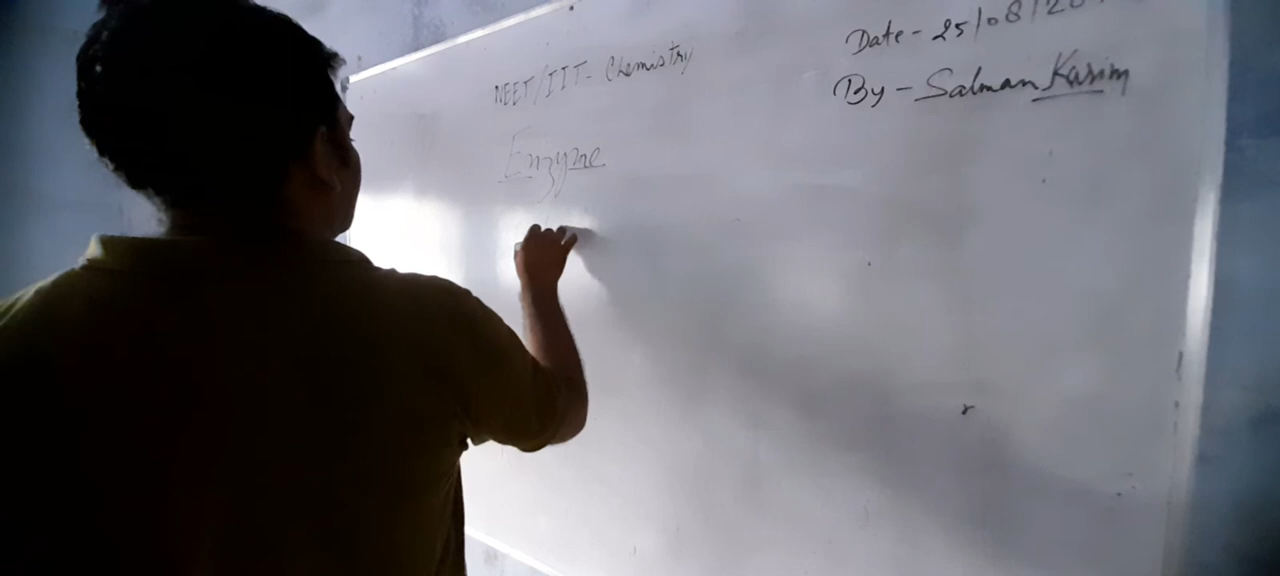 NEET/IIT- Chemistry
Enzyme
Date - 25/08/20
By - Salman Kasim